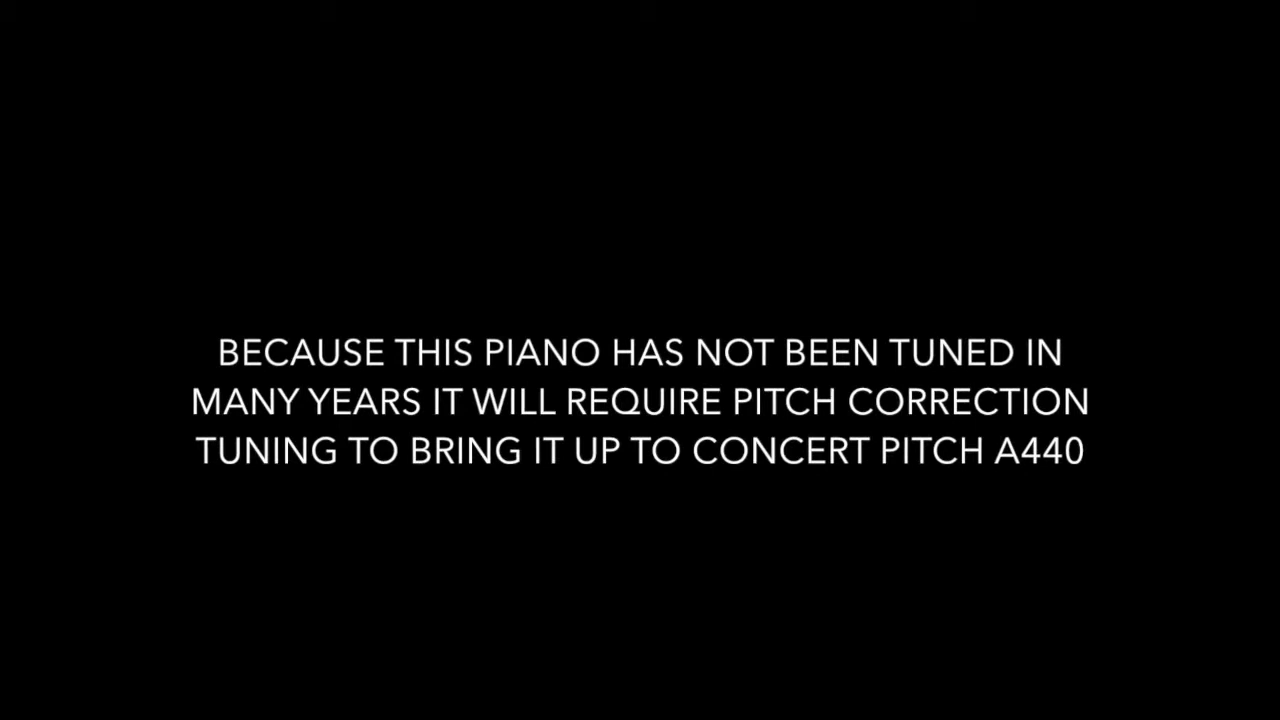 BECAUSE THIS PIANO HAS NOT BEEN TUNED IN
MANY YEARS IT WILL REQUIRE PITCH CORRECTION
TUNING TO BRING IT UP TO CONCERT PITCH A440